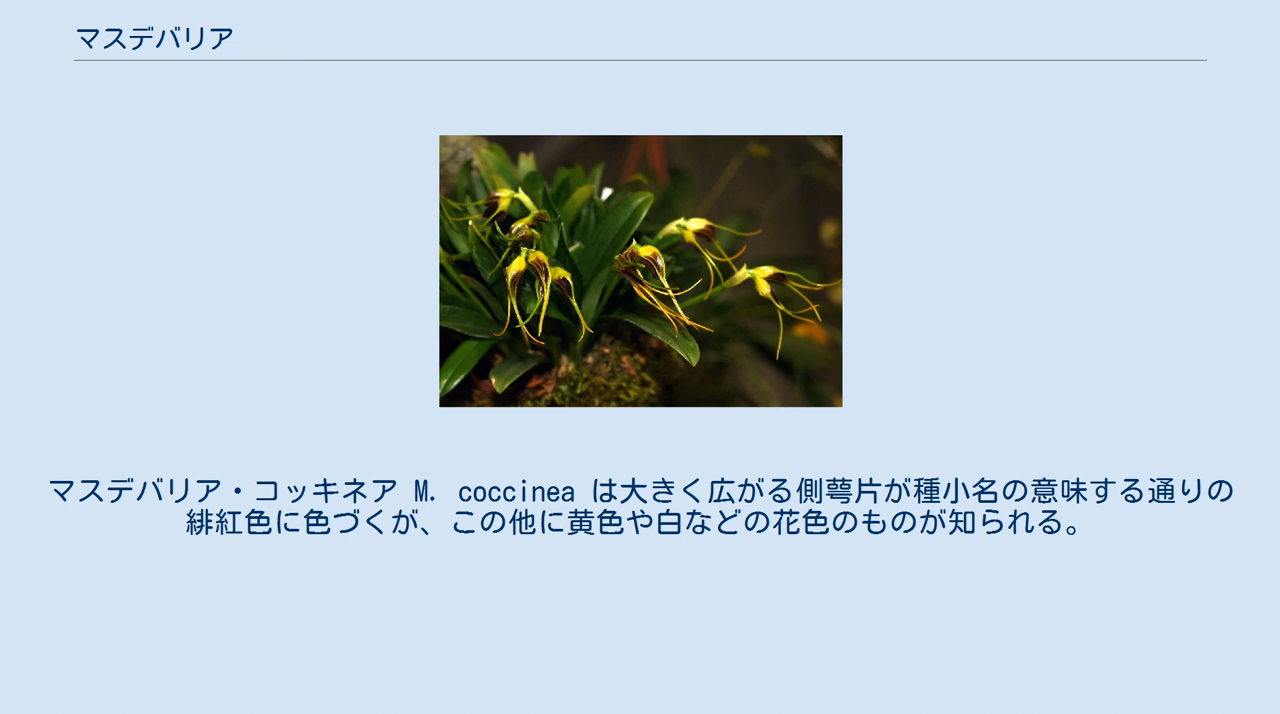 マスデバリア
マスデバリア・コッキネア M. coccinea は大きく広がる側萼片が種小名の意味する通りの
緋紅色に色づくが、この他に黄色や白などの花色のものが知られる。